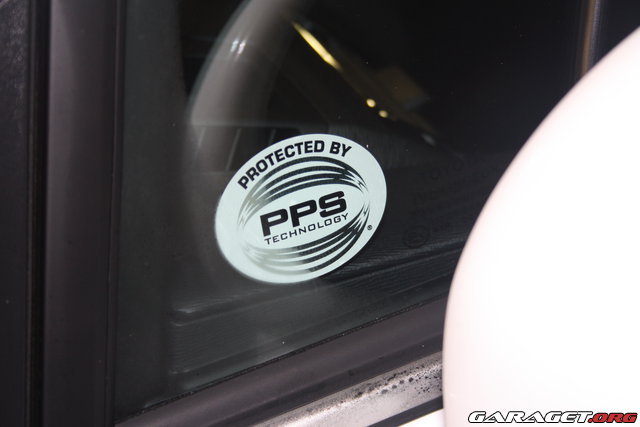 PROTECTED BY
PPS
TECHNOLOGY
®
GARAGET.ORG